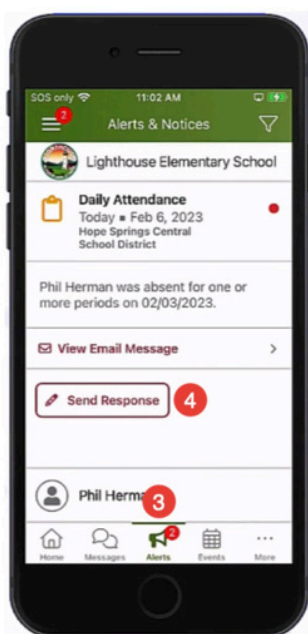 SOS only 11:02 AM
2
Alerts & Notices
Lighthouse Elementary School
Daily Attendance
Today ▪ Feb 6, 2023
Hope Springs Central
School District
Phil Herman was absent for one or
more periods on 02/03/2023.
View Email Message
Send Response 4
Phil Herma 3
2
Home Messages Alerts Events More